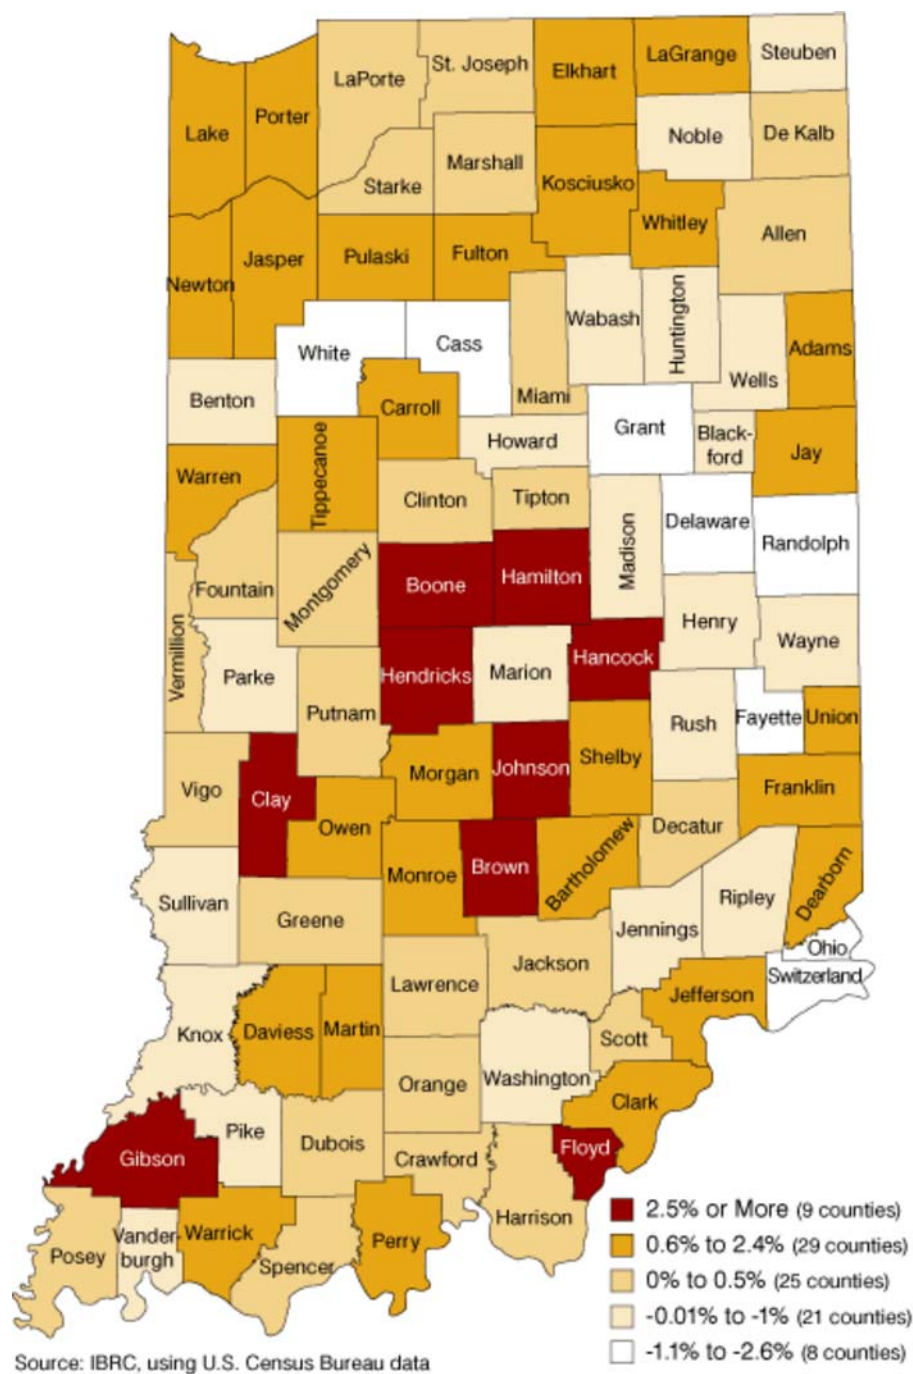 Steuben
LaGrange
St. Joseph
Elkhart
LaPorte
Porter
Lake
Noble
De Kalb
Marshall
Starke
Kosciusko
Whitley
Allen
Fulton
Pulaski
Jasper
Newton
Huntington
Wabash
Cass
White
Adams
Wells
Miami
Benton
Carroll
Grant
Howard
Black-
ford
Jay
Tippecanoe
Warren
Clinton
Tipton
Delaware
Madison
Randolph
Boone
Hamilton
Fountain
Montgomery
Henry
Wayne
Vermillion
Parke
Hendricks
Marion
Hancock
Putnam
Rush
Fayette
Union
Morgan
Johnson
Shelby
Vigo
Clay
Franklin
Owen
Decatur
Monroe
Brown
Bartholomew
Dearborn
Sullivan
Greene
Ripley
Jennings
Ohio
Jackson
Switzerland
Lawrence
Jefferson
Knox
Daviess
Martin
Scott
Orange
Washington
Clark
Pike
Dubois
Floyd
Gibson
Crawford
Harrison
Vander-
burgh
Warrick
Perry
Posey
Spencer
2.5% or More (9 counties)
0.6% to 2.4% (29 counties)
0% to 0.5% (25 counties)
-0.01% to -1% (21 counties)
-1.1% to -2.6% (8 counties)
Source: IBRC, using U.S. Census Bureau data